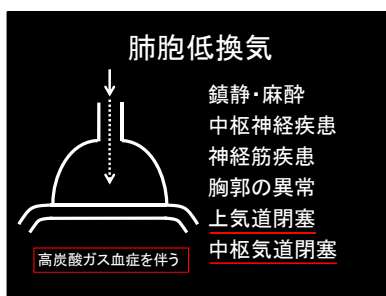 肺胞低換気
鎮静・麻酔
中枢神経疾患
神経筋疾患
胸郭の異常
上気道閉塞
中枢気道閉塞
高炭酸ガス血症を伴う